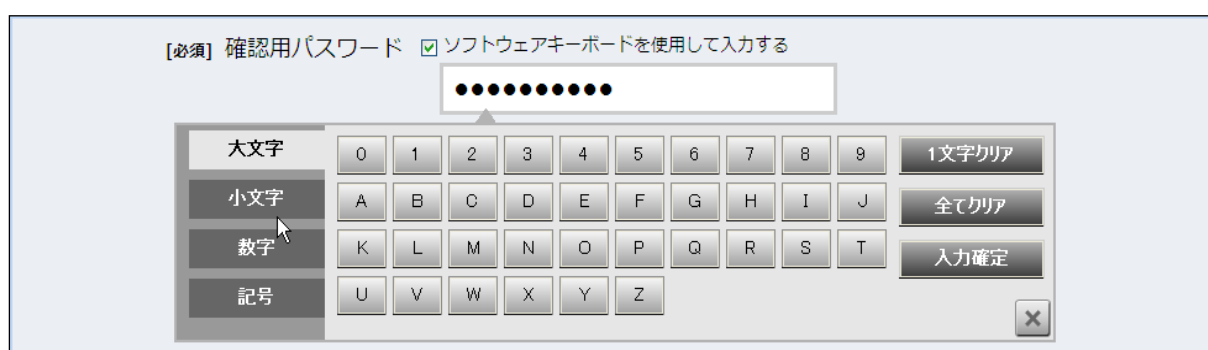 [必須] 確認用パスワード ソフトウェアキーボードを使用して入力する
●●●●●●●●●●
大文字 0 1 2 3 4 5 6 7 8 9 1文字クリア
小文字 A B C D E F G H I J 全てクリア
数字 K L M N O P Q R S T 入力確定
記号 U V W X Y Z
×